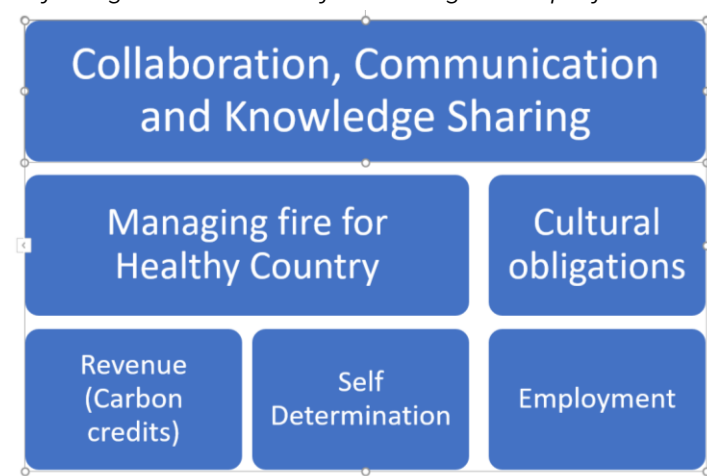 Collaboration, Communication
and Knowledge Sharing
Managing fire for
Healthy Country
Cultural
obligations
Revenue
(Carbon
credits)
Self
Determination
Employment